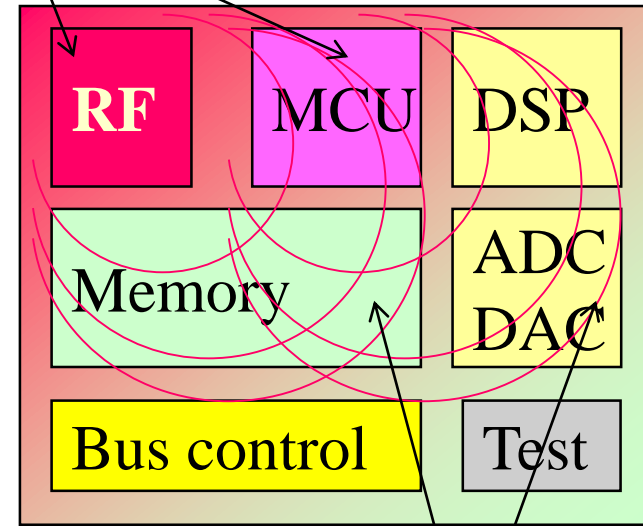 RF
MCU
DSP
Memory
ADC
DAC
Bus control
Test